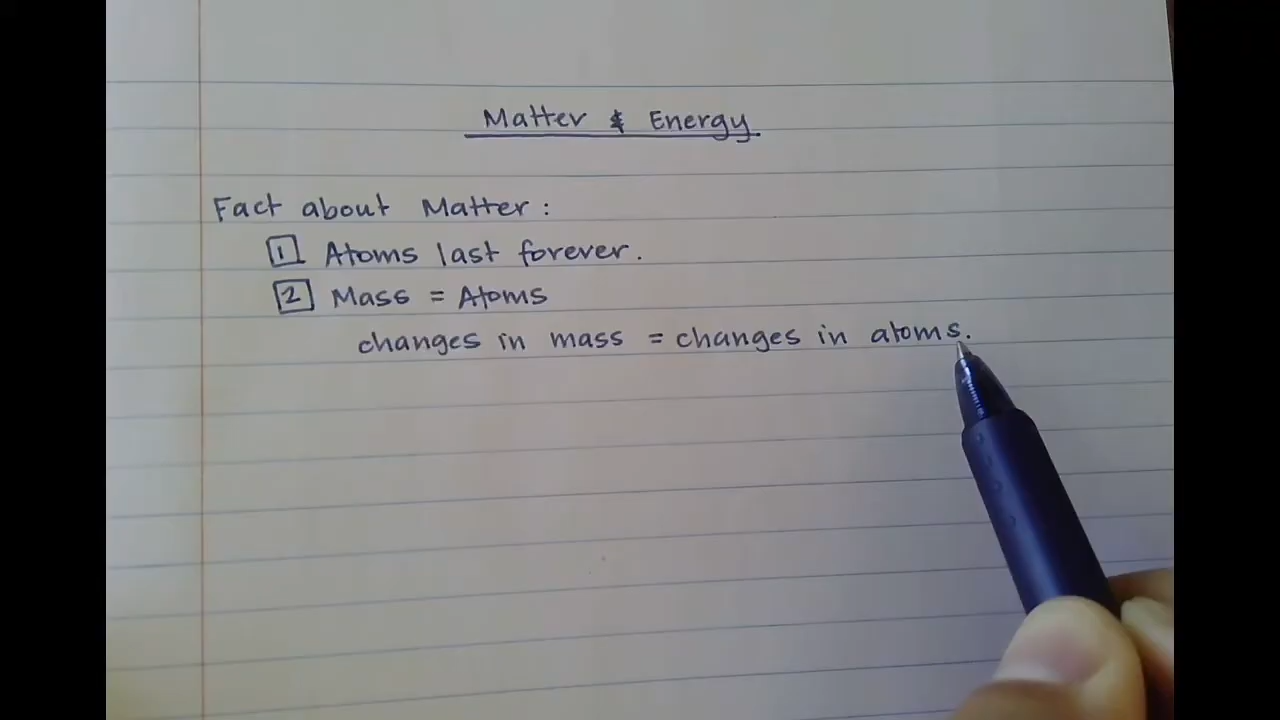 Matter & Energy
Fact about Matter:
1 Atoms last forever.
2 Mass = Atoms
changes in mass = changes in atoms.